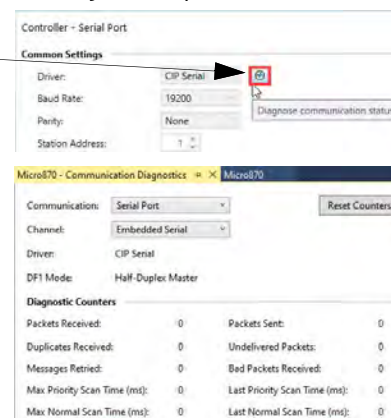 Controller - Serial Port
Common Settings
Driver: CIP Serial
Baud Rate: 19200
Diagnose communication status
Parity: None
Station Address: 1
Micro870 - Communication Diagnostics Micro870
Communication: Serial Port Reset Counters
Channel: Embedded Serial
Driver: CIP Serial
DF1 Mode: Half-Duplex Master
Diagnostic Counters
Packets Received: 0 Packets Sent: 0
Duplicates Received: 0 Undelivered Packets: 0
Messages Retried: 0 Bad Packets Received: 0
Max Priority Scan Time (ms): 0 Last Priority Scan Time (ms): 0
Max Normal Scan Time (ms): 0 Last Normal Scan Time (ms): 0